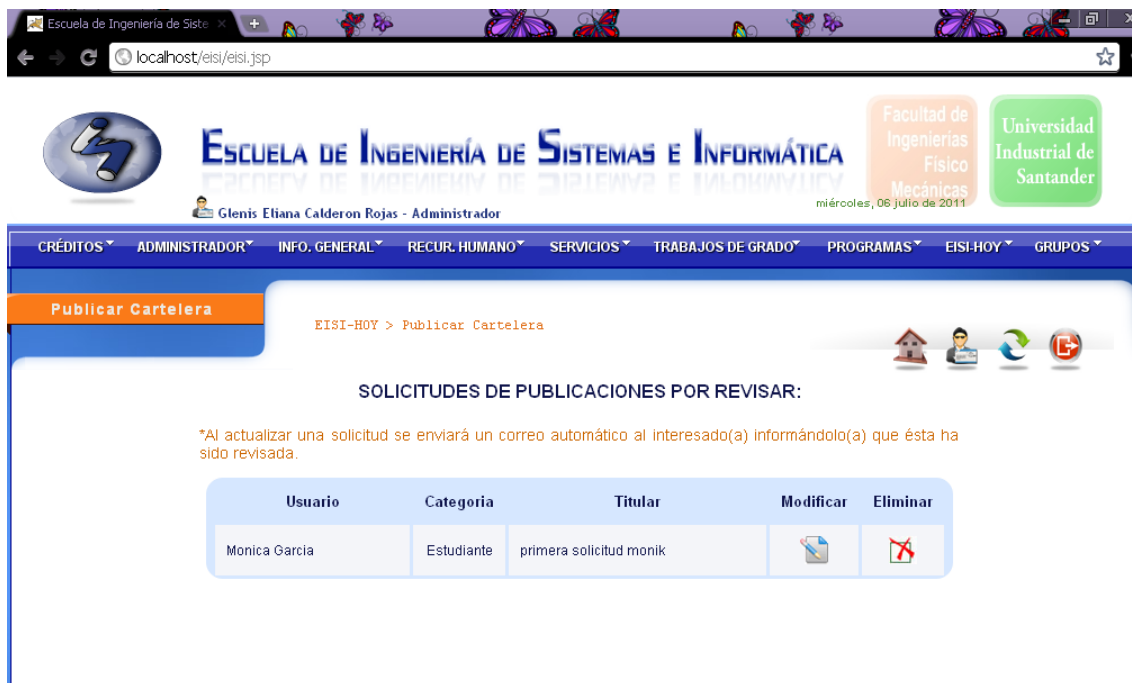 Escuela de Ingeniería de Siste
localhost/eisi/eisi.jsp
Escuela de Ingeniería de Sistemas e Informática
Facultad de
Ingenierías
Físico
Mecánicas
Universidad
Industrial de
Santander
Glenis Eliana Calderon Rojas - Administrador
miércoles, 06 julio de 2011
CRÉDITOS ADMINISTRADOR INFO. GENERAL RECUR. HUMANO SERVICIOS TRABAJOS DE GRADO PROGRAMAS EISI-HOY GRUPOS
Publicar Cartelera
EISI-HOY > Publicar Cartelera
SOLICITUDES DE PUBLICACIONES POR REVISAR:
*Al actualizar una solicitud se enviará un correo automático al interesado(a) informándolo(a) que ésta ha
sido revisada.
Usuario Categoria Titular Modificar Eliminar
Monica Garcia Estudiante primera solicitud monik